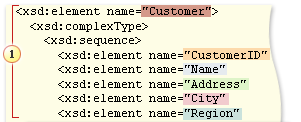 <xsd:element name="Customer">
<xsd:complexType>
<xsd:sequence>
1
<xsd:element name="CustomerID"
<xsd:element name="Name"
<xsd:element name="Address"
<xsd:element name="City"
<xsd:element name="Region"